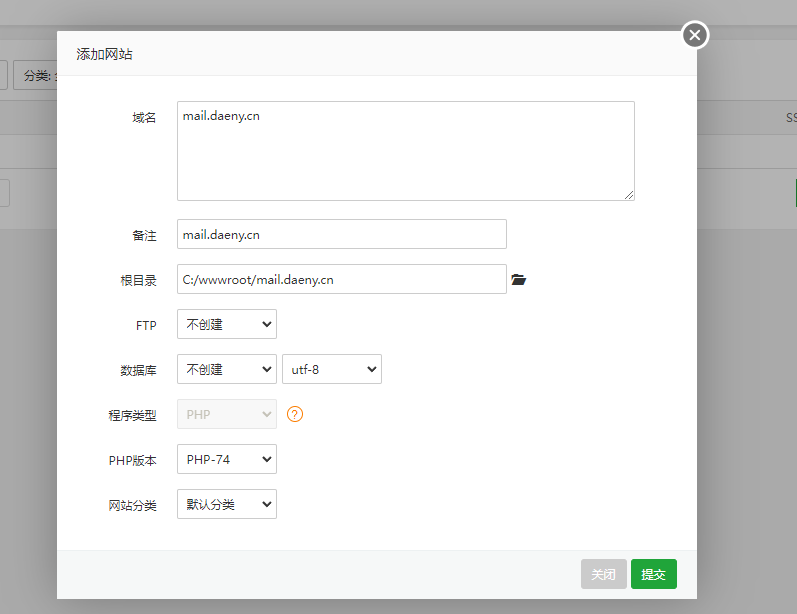 添加网站
分类:
SS
域名
mail.daeny.cn
备注
mail.daeny.cn
根目录
C:/wwwroot/mail.daeny.cn
FTP
不创建
数据库
不创建
utf-8
程序类型
PHP
?
PHP版本
PHP-74
网站分类
默认分类
关闭
提交